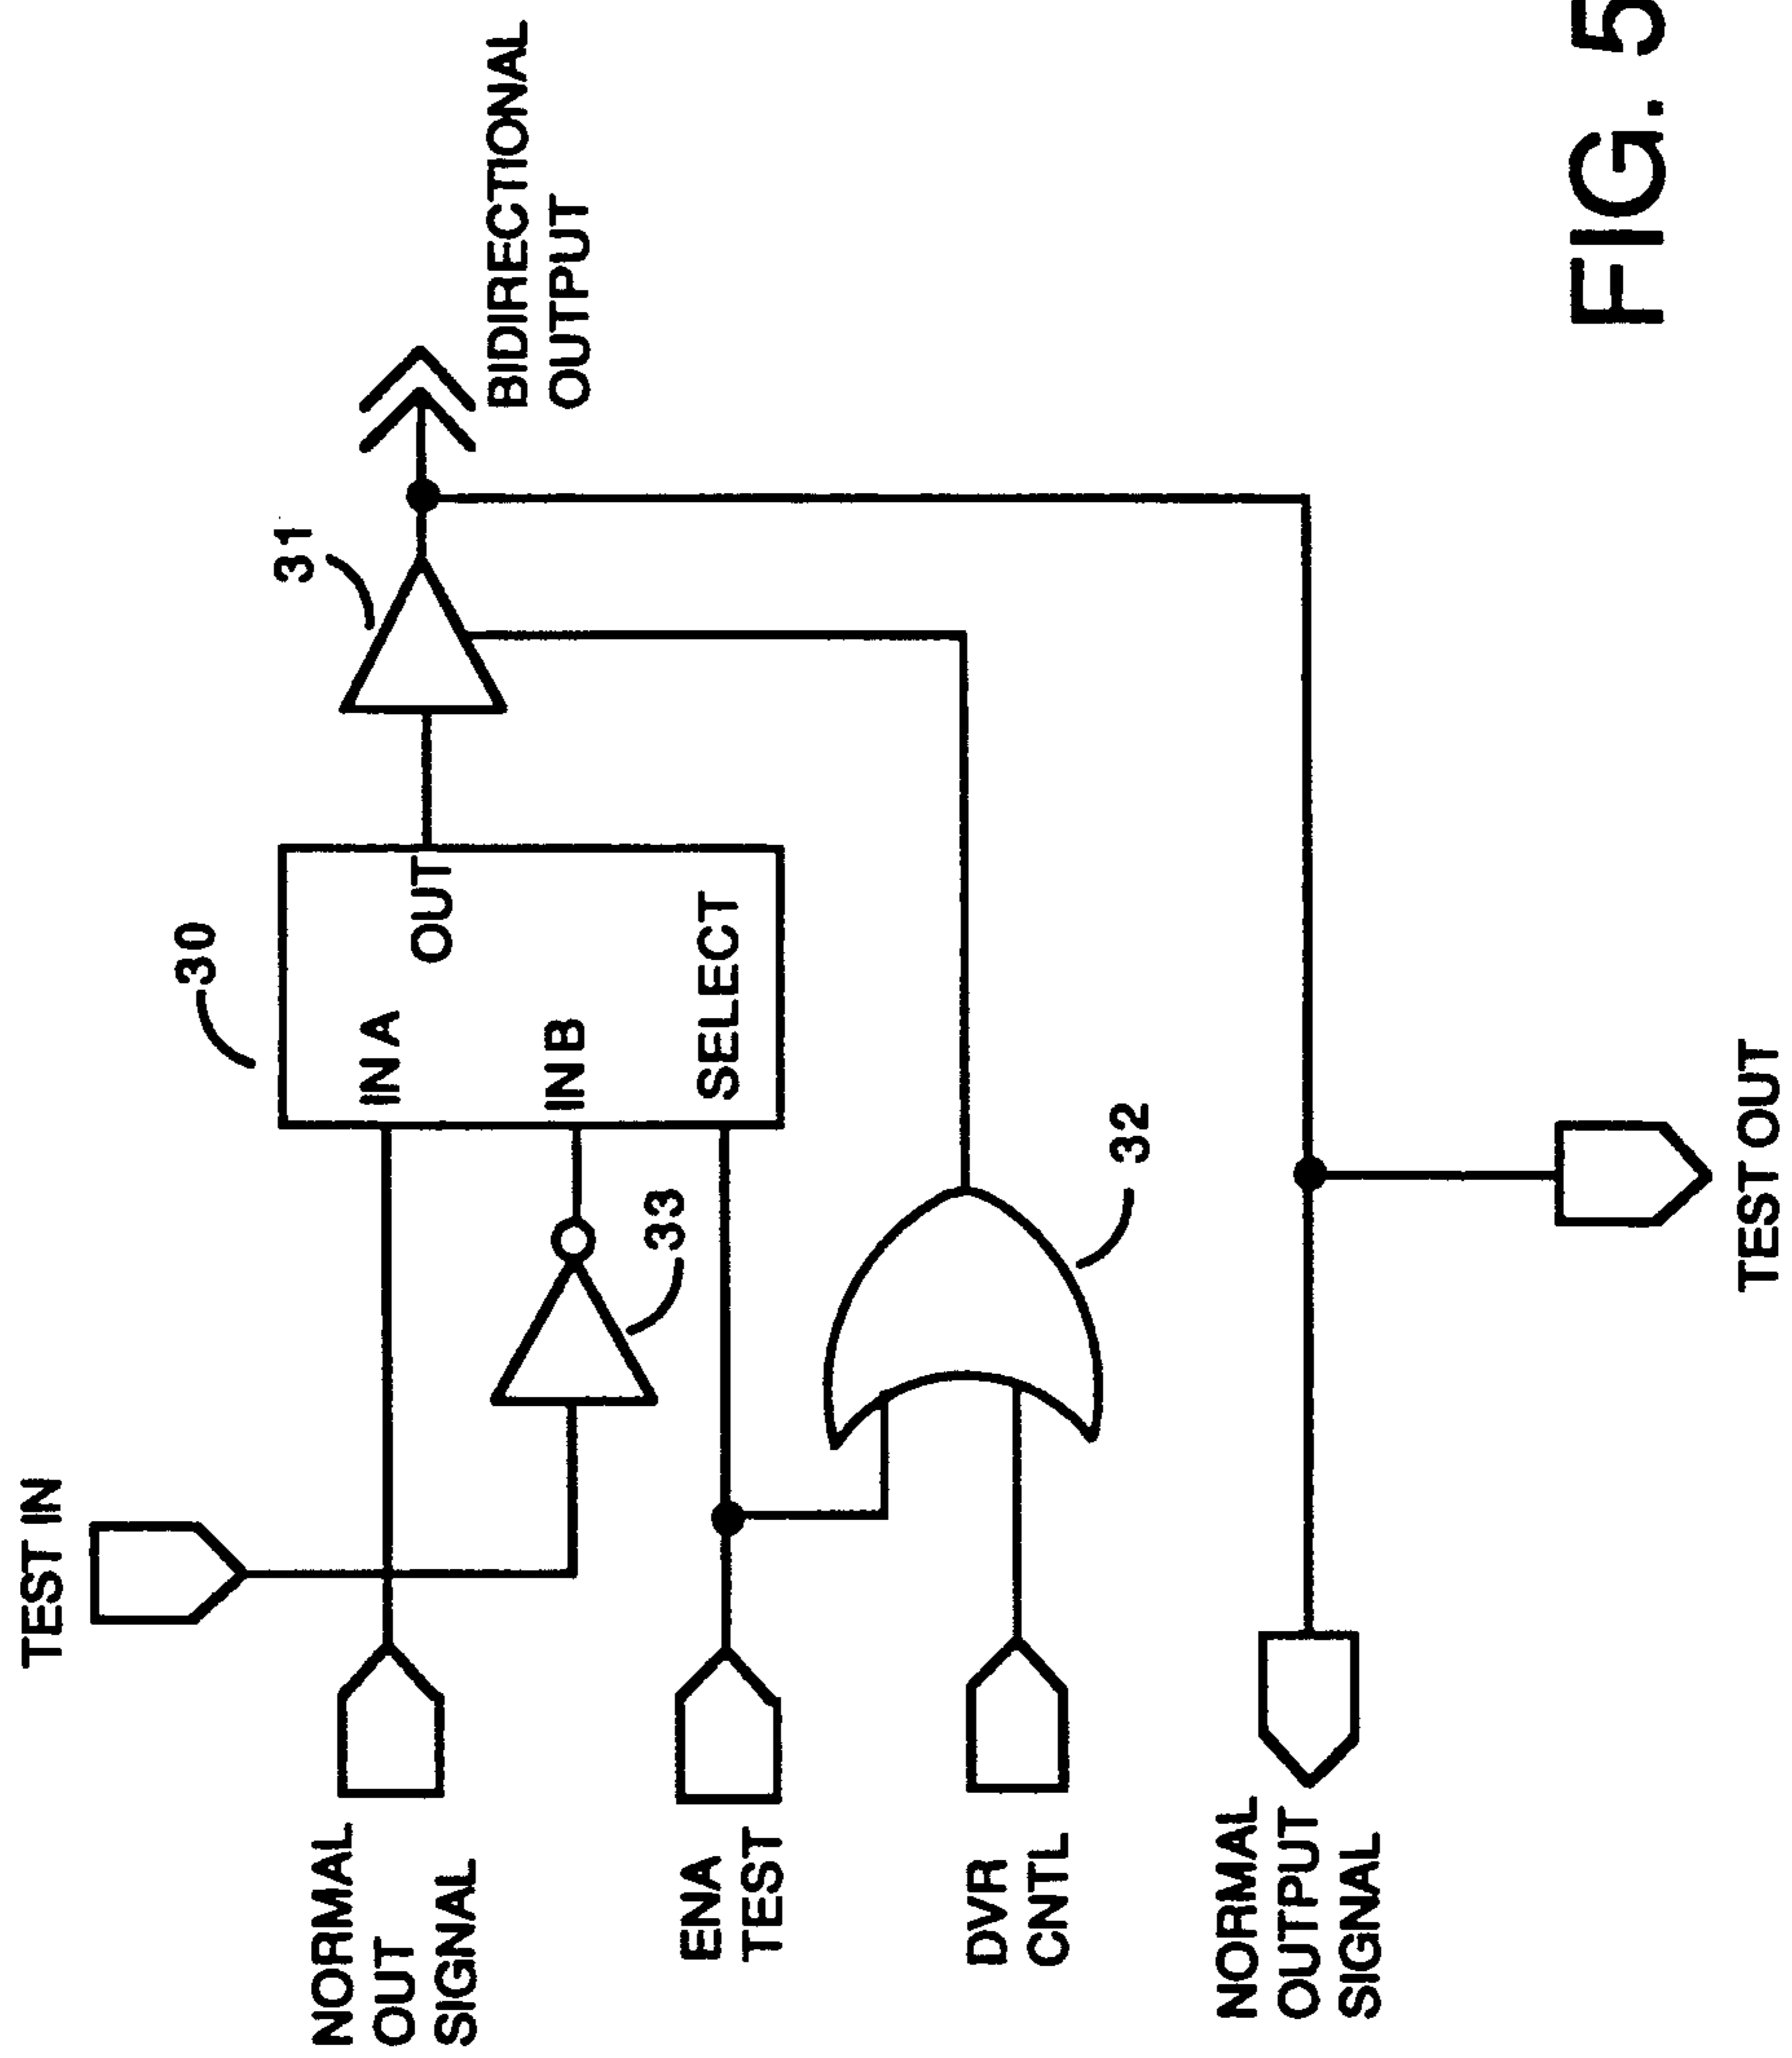 TEST IN
NORMAL
OUT
SIGNAL
ENA
TEST
DVR
CNTL
NORMAL
OUTPUT
SIGNAL
30
IN A
OUT
IN B
SELECT
33
32
31
BIDIRECTIONAL
OUTPUT
TEST OUT
FIG. 5